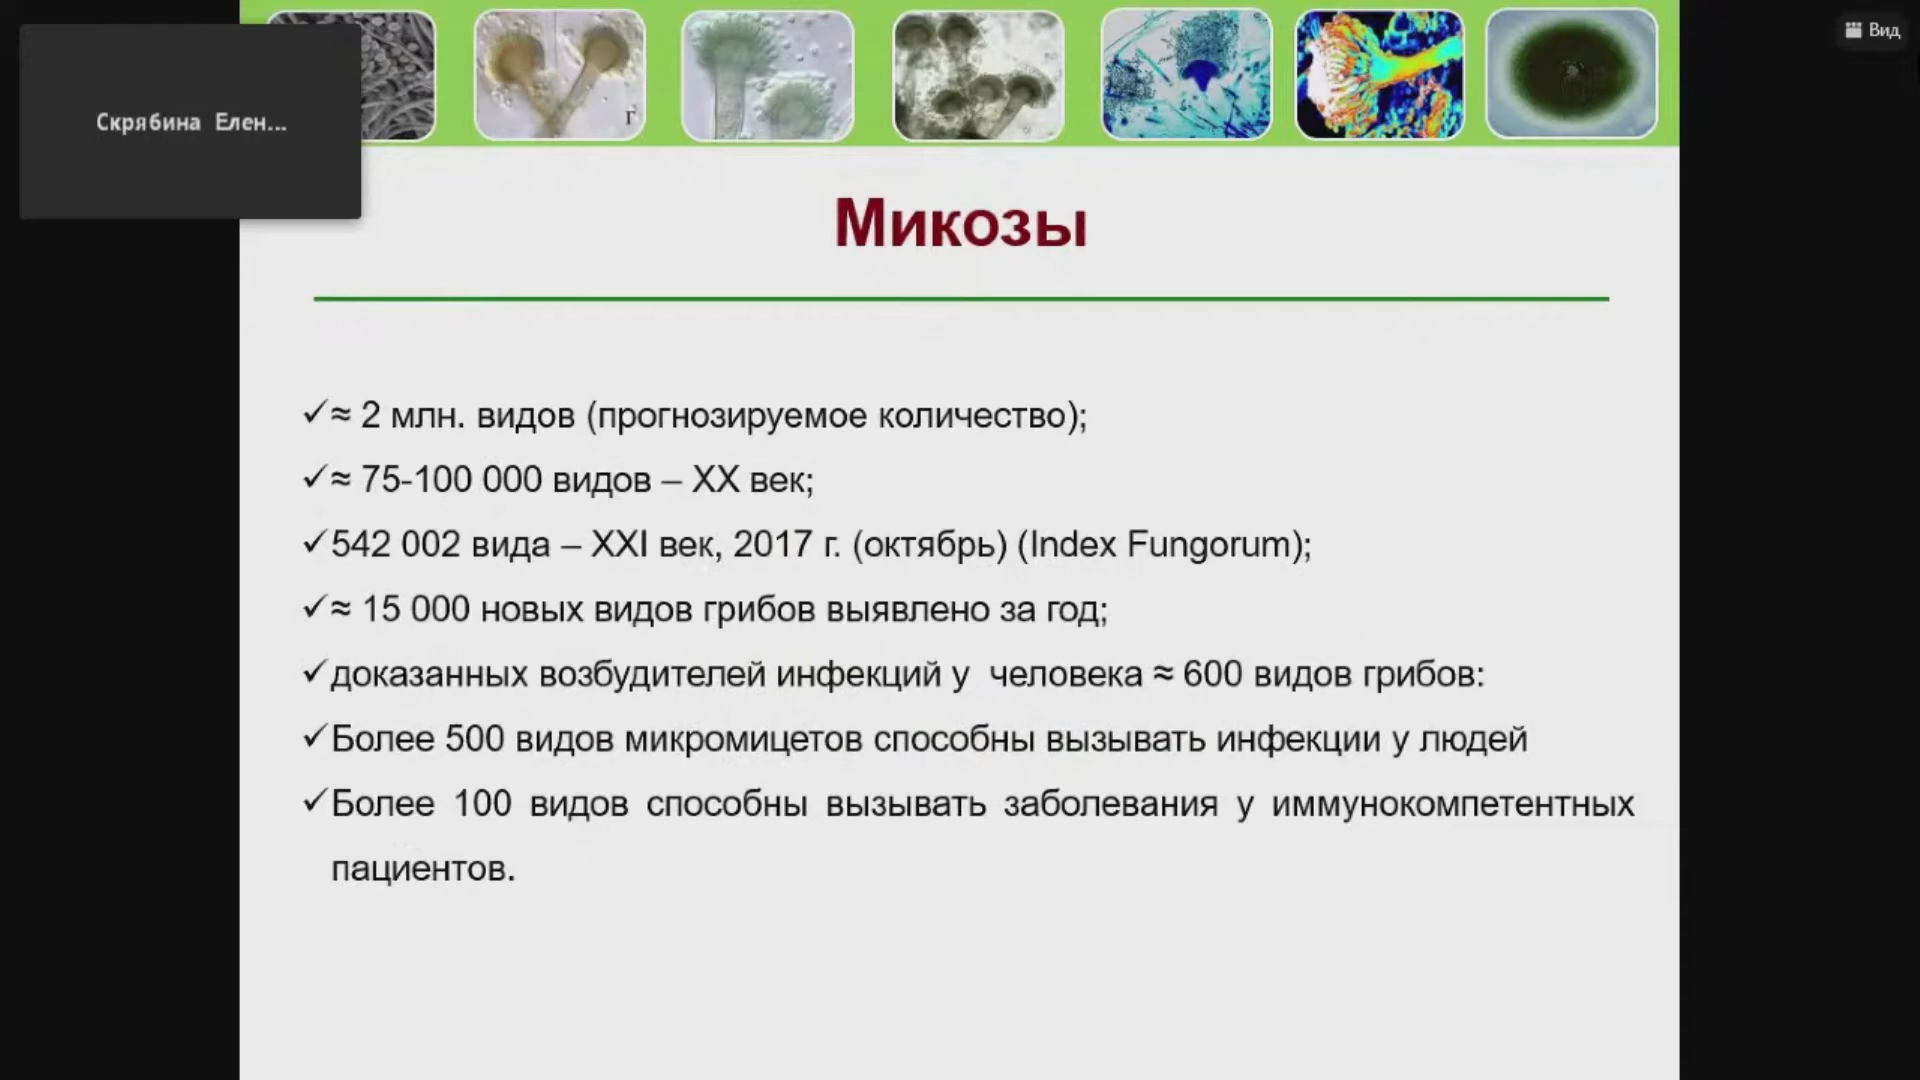 Вид
Скрябина Елен...
г
Микозы
✓≈ 2 млн. видов (прогнозируемое количество);
✓≈ 75-100 000 видов – XX век;
✓542 002 вида – XXI век, 2017 г. (октябрь) (Index Fungorum);
✓≈ 15 000 новых видов грибов выявлено за год;
✓доказанных возбудителей инфекций у человека ≈ 600 видов грибов:
✓Более 500 видов микромицетов способны вызывать инфекции у людей
✓Более 100 видов способны вызывать заболевания у иммунокомпетентных
пациентов.